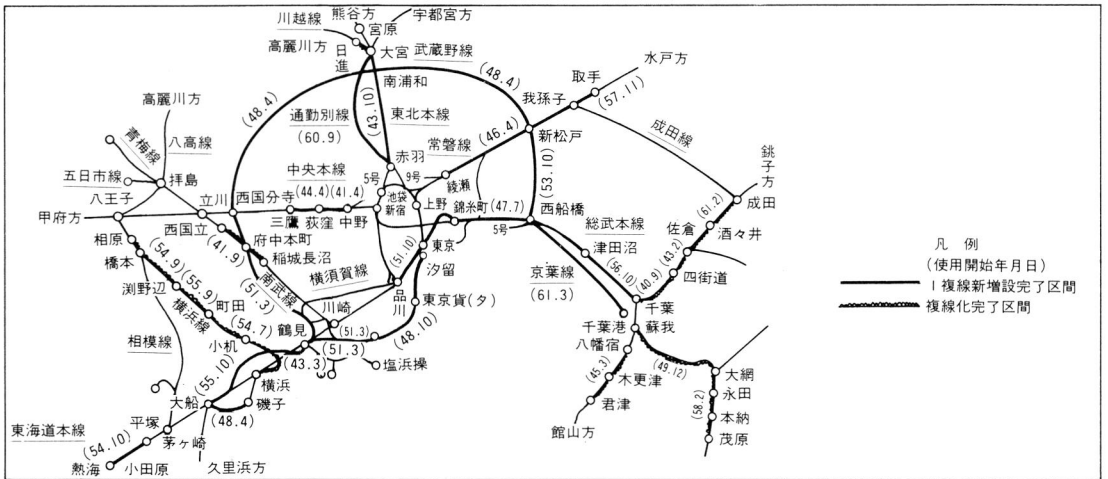 熊谷方
宇都宮方
川越線
宮原
高麗川方
日進
大宮
武蔵野線
南浦和
(48.4)
(48.4)
水戸方
取手
我孫子
(57.11)
高麗川方
通勤別線
(60.9)
(43.10)
東北本線
(46.4)
新松戸
成田線
青梅線
八高線
常磐線
赤羽
銚子方
五日市線
拝島
中央本線
5号
9号
綾瀬
(53.10)
成田
八王子
甲府方
立川
西国分寺
(44.4)
(41.4)
池袋
新宿
上野
錦糸町
(47.7)
西船橋
5号
三鷹
荻窪
中野
西国立
府中本町
(41.9)
稲城長沼
東京
汐留
総武本線
津田沼
佐倉
(61.2)
酒々井
(43.2)
四街道
(40.9)
相原
橋本
(54.9)
渕野辺
(55.9)
横浜線
町田
(54.7)
小机
(51.3)
南武線
横須賀線
(51.10)
品川
東京貨(タ)
(48.10)
京葉線
(61.3)
(56.10)
千葉
千葉港
蘇我
川崎
(51.3)
鶴見
(51.3)
(43.3)
塩浜操
相模線
(55.10)
横浜
大船
磯子
(48.4)
八幡宿
(45.3)
木更津
君津
館山方
(49.12)
大網
永田
(58.2)
本納
茂原
東海道本線
(54.10)
平塚
茅ヶ崎
熱海
小田原
久里浜方
凡例
(使用開始年月日)
1複線新増設完了区間
複線化完了区間